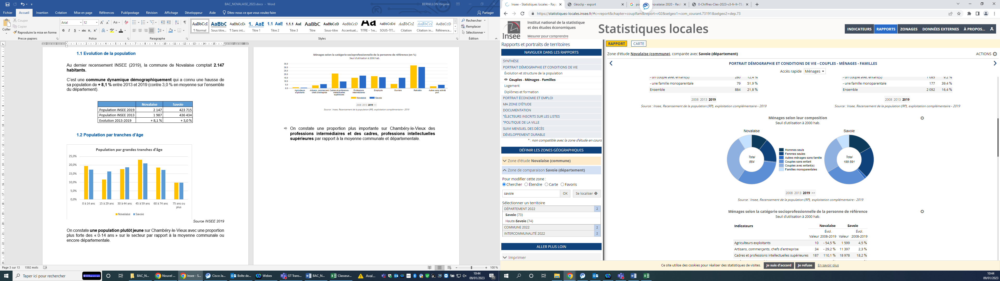 BAC_NOVALAISE_2023.docx - Word
BERNILLON Virginie
Fichier Accueil Insertion Création Mise en page Références Publipostage Révision Affichage Développeur Aide Dites-nous ce que vous voulez faire Partager
Coller
Couper
Copier
Reproduire la mise en forme
Presse-papiers
Arial 12
Police
Paragraphe
¶ Normal Sous titre... ¶ Sans int... Titre 1 Titre 2 Titre 3 Titre Sous-titre Accentuat... TITRE - 1re... SOUS-TIT... Citation Citation in... Référence...
Styles
Rechercher
Remplacer
Sélectionner
Édition
1.1 Evolution de la population
Au dernier recensement INSEE (2019), la commune de Novalaise comptait 2.147
habitants.
C'est une commune dynamique démographiquement qui a connu une hausse de
sa population de + 8,1 % entre 2013 et 2019 (contre 3,0 % en moyenne sur l'ensemble
du département).
Novalaise Savoie
Population INSEE 2019 2 147 423 715
Population INSEE 2013 1 987 436 434
Evolution 2013-2019 + 8,1 % + 3,0 %
1.2 Population par tranches d'âge
Population par grandes tranches d'âge
25,0%
20,0%
15,0%
10,0%
5,0%
0,0%
0 à 14 ans 15 à 29 ans 30 à 44 ans 45 à 59 ans 60 à 74 ans 75 ans ou
plus
Novalaise Savoie
Source INSEE 2019
On constate une population plutôt jeune sur Chambéry-le-Vieux avec une proportion
plus forte des « 0-14 ans » sur le secteur par rapport à la moyenne communale ou
encore départementale.
Ménages selon la catégorie socioprofessionnelle de la personne de référence (en %)
Seuil d'utilisation à 2000 hab.
35.0
30.0
25.0
20.0
15.0
10.0
5.0
0.0
Agriculteurs Artisans, commerçant, Cadres et professions Professions Employés Ouvriers Retraités Autres sans activité
exploitants chefs d'entreprise intellectuelles intermédiaires prof.
supérieures
Novalaise Savoie
2008 2013 2019 >>
Source : Insee, Recensement de la population (RP), exploitation complémentaire - 2019
⇨ On constate une proportion plus importante sur Chambéry-le-Vieux des
professions intermédiaires et des cadres, professions intellectuelles
supérieures par rapport à la moyenne communale et départementale.
Page 3 sur 13 1592 mots
100 %
Taper ici pour rechercher
BAC_N... Nouvel ... Insee - S... Cisco Ja... Boîte de... Webex GT Trans... BAC_N... Classeur... Aval...
10:44
09/01/2023
15
Insee - Statistiques locales - Rap
Géoclip - export
novalaise 2020 - Rec
0-Chiffres-Cles-2023-v3-fr-fr-73.
https://statistiques-locales.insee.fr/#c=report&chapter=couplfam&report=r02&selgeo1=com_courant.73191&selgeo2=dep.73
Insee
Institut national de la statistique
et des études économiques
Mesurer pour comprendre
Statistiques locales
INDICATEURS RAPPORTS ZONAGES DONNÉES EXTERNES À PROPOS...
Rapports et portraits de territoires
NAVIGUER DANS LES RAPPORTS
SYNTHÈSE
PORTRAIT DÉMOGRAPHIE ET CONDITIONS DE VIE
Évolution et structure de la population
Couples - Ménages - Familles
Logement
Diplômes et formation
PORTRAIT ÉCONOMIE ET EMPLOI
MA ZONE D'ÉTUDE
DOCUMENTATION
*ÉLECTEURS INSCRITS SUR LES LISTES
*POLITIQUE DE LA VILLE
SUIVI MENSUEL DES DÉCÈS
DÉVELOPPEMENT DURABLE
* : non compatible avec la zone d'étude en cours
DÉFINIR LES ZONES GÉOGRAPHIQUES
Zone d'étude Novalaise (commune)
Zone de comparaison Savoie (département)
Pour modifier cette zone :
Chercher Étendre Carte Favoris
savoie OK Se localiser
Sélectionner un territoire
DÉPARTEMENT 2022 2
Savoie (73)
Haute-Savoie (74)
COMMUNE 2022 2
INTERCOMMUNALITÉ 2022 2
ALLER PLUS LOIN
Imprimer
RAPPORT CARTE
Zone d'étude Novalaise (commune), comparée avec Savoie (département)
ACTIONS
PORTRAIT DÉMOGRAPHIE ET CONDITIONS DE VIE - COUPLES - MÉNAGES - FAMILLES
Accès rapide Ménages
- un couple avec enfant(s) 280 12,4 %
- une famille monoparentale 79 51,9 %
Ensemble 884 21,8 %
2008 2013 2019
Source : Insee, Recensement de la population (RP), exploitation complémentaire - 2019
- un couple avec enfant(s) 1 085 9,2 %
- une famille monoparentale 177 39,4 %
Ensemble 2 092 16,4 %
2008 2013 2019
Source : Insee, Recensement de la population (RP), exploitation complémentaire - 2019
Ménages selon leur composition
Seuil d'utilisation à 2000 hab.
Novalaise
Total
884
Hommes seuls
Femmes seules
Autres ménages sans famille
Couples sans enfant
Couples avec enfant(s)
Familles monoparentales
Savoie
Total
199 891
2008 2013 2019 >>
Source : Insee, Recensement de la population (RP), exploitation complémentaire - 2019
Ménages selon la catégorie socioprofessionnelle de la personne de référence
Seuil d'utilisation à 2000 hab.
Indicateurs Novalaise Savoie
Évol. Évol.
Valeur 2008-2019 Valeur 2008-2019
Agriculteurs exploitants 10 - 54,5 % 1 599 4,5 %
Artisans, commerçants, chefs d'entreprise 34 - 29,2 % 11 397 2,3 %
Cadres et professions intellectuelles supérieures 187 110,1 % 18 978 18,2 %
Ce site utilise des cookies pour réaliser des statistiques de visites. Je suis d'accord Je refuse En savoir plus
10:44
09/01/2023